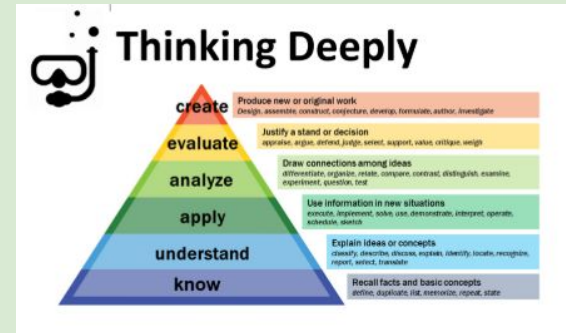 Thinking Deeply
create
Produce new or original work
Design, assemble, construct, conjecture, develop, formulate, author, investigate
evaluate
Justify a stand or decision
appraise, argue, defend, judge, select, support, value, critique, weigh
analyze
Draw connections among ideas
differentiate, organize, relate, compare, contrast, distinguish, examine,
experiment, question, test
apply
Use information in new situations
execute, implement, solve, use, demonstrate, interpret, operate,
schedule, sketch
understand
Explain ideas or concepts
classify, describe, discuss, explain, identify, locate, recognize,
report, select, translate
know
Recall facts and basic concepts
define, duplicate, list, memorize, repeat, state